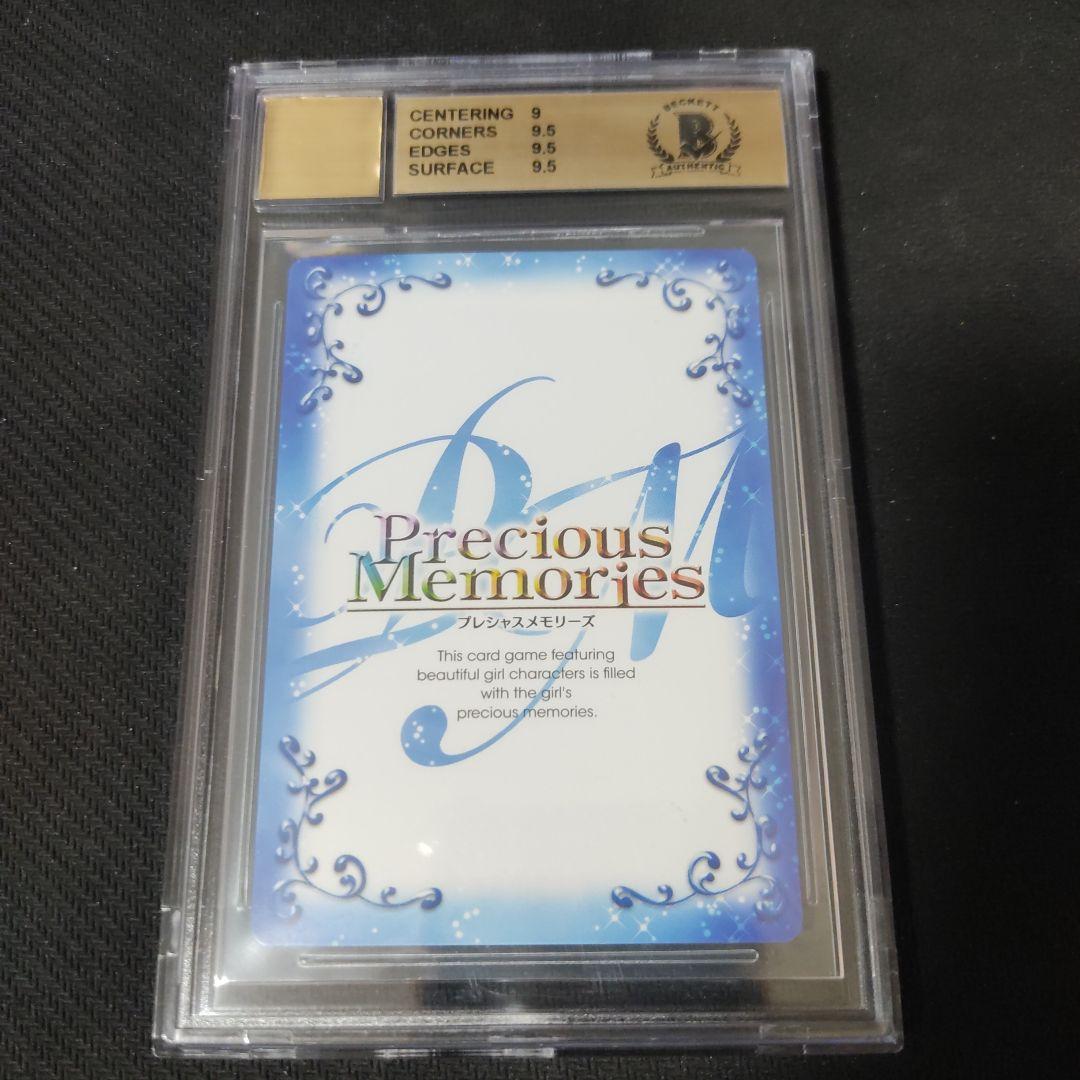 CENTERING 9
CORNERS 9.5
EDGES 9.5
SURFACE 9.5
BECKETT
B
AUTHENTIC
PM
Precious
Memories
プレシャスメモリーズ
This card game featuring
beautiful girl characters is filled
with the girl's
precious memories.